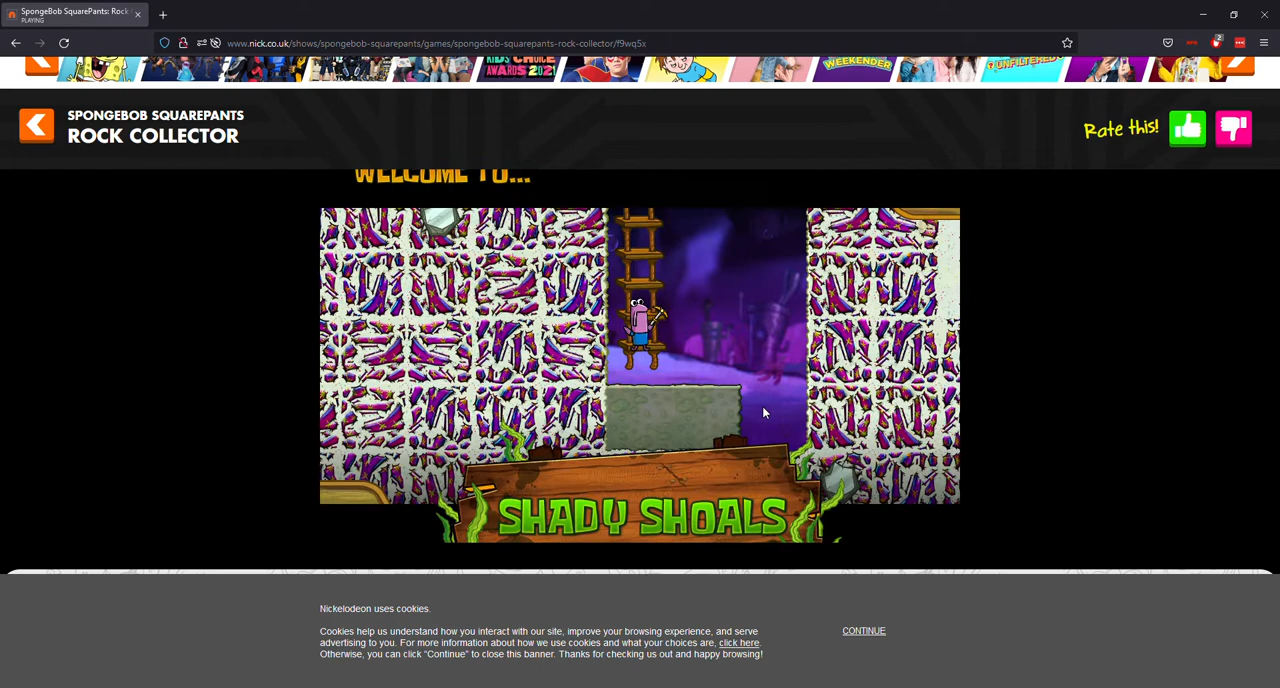 SpongeBob SquarePants: Rock
PLAYING
www.nick.co.uk/shows/spongebob-squarepants/games/spongebob-squarepants-rock-collector/f9wq5x
2
KIDS CHOICE
AWARDS 2021
WEEKENDER
UNFILTERED
SPONGEBOB SQUAREPANTS
ROCK COLLECTOR
Rate this!
WELCOME TO...
SHADY SHOALS
Nickelodeon uses cookies.
Cookies help us understand how you interact with our site, improve your browsing experience, and serve
advertising to you. For more information about how we use cookies and what your choices are, click here.
Otherwise, you can click “Continue” to close this banner. Thanks for checking us out and happy browsing!
CONTINUE